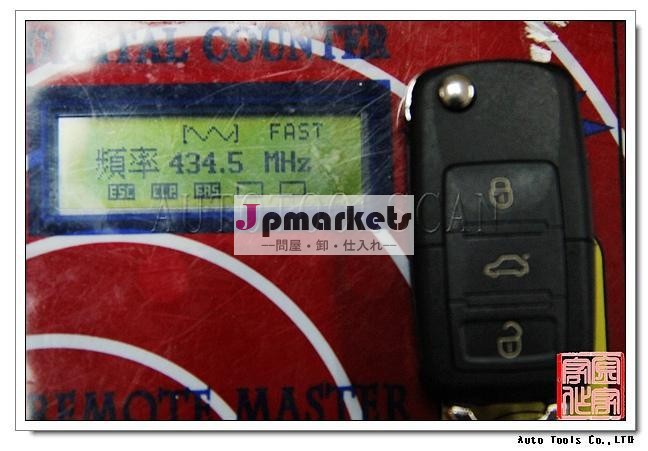 DIGITAL COUNTER
FAST
頻率 434.5 MHz
ESC CLR EAS
AUTO TOOL SCAN
Jpmarkets
―問屋・卸・仕入れ―
REMOTE MASTER
Auto Tools Co.,LTD